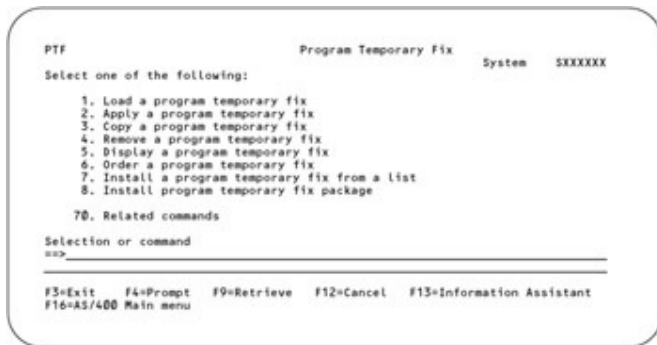 PTF Program Temporary Fix
System SXXXXXX
Select one of the following:
1. Load a program temporary fix
2. Apply a program temporary fix
3. Copy a program temporary fix
4. Remove a program temporary fix
5. Display a program temporary fix
6. Order a program temporary fix
7. Install a program temporary fix from a list
8. Install program temporary fix package
70. Related commands
Selection or command
==>
F3=Exit F4=Prompt F9=Retrieve F12=Cancel F13=Information Assistant
F16=AS/400 Main menu